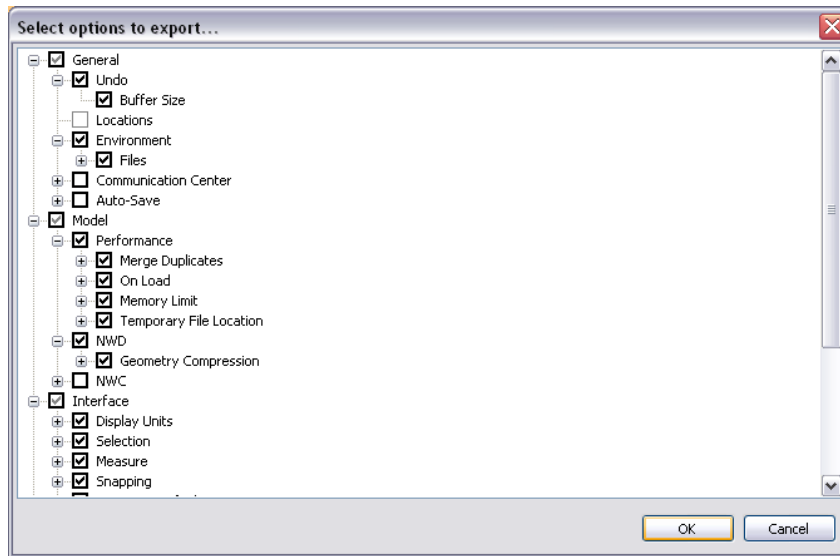 Select options to export...
General
Undo
Buffer Size
Locations
Environment
Files
Communication Center
Auto-Save
Model
Performance
Merge Duplicates
On Load
Memory Limit
Temporary File Location
NWD
Geometry Compression
NWC
Interface
Display Units
Selection
Measure
Snapping
OK Cancel